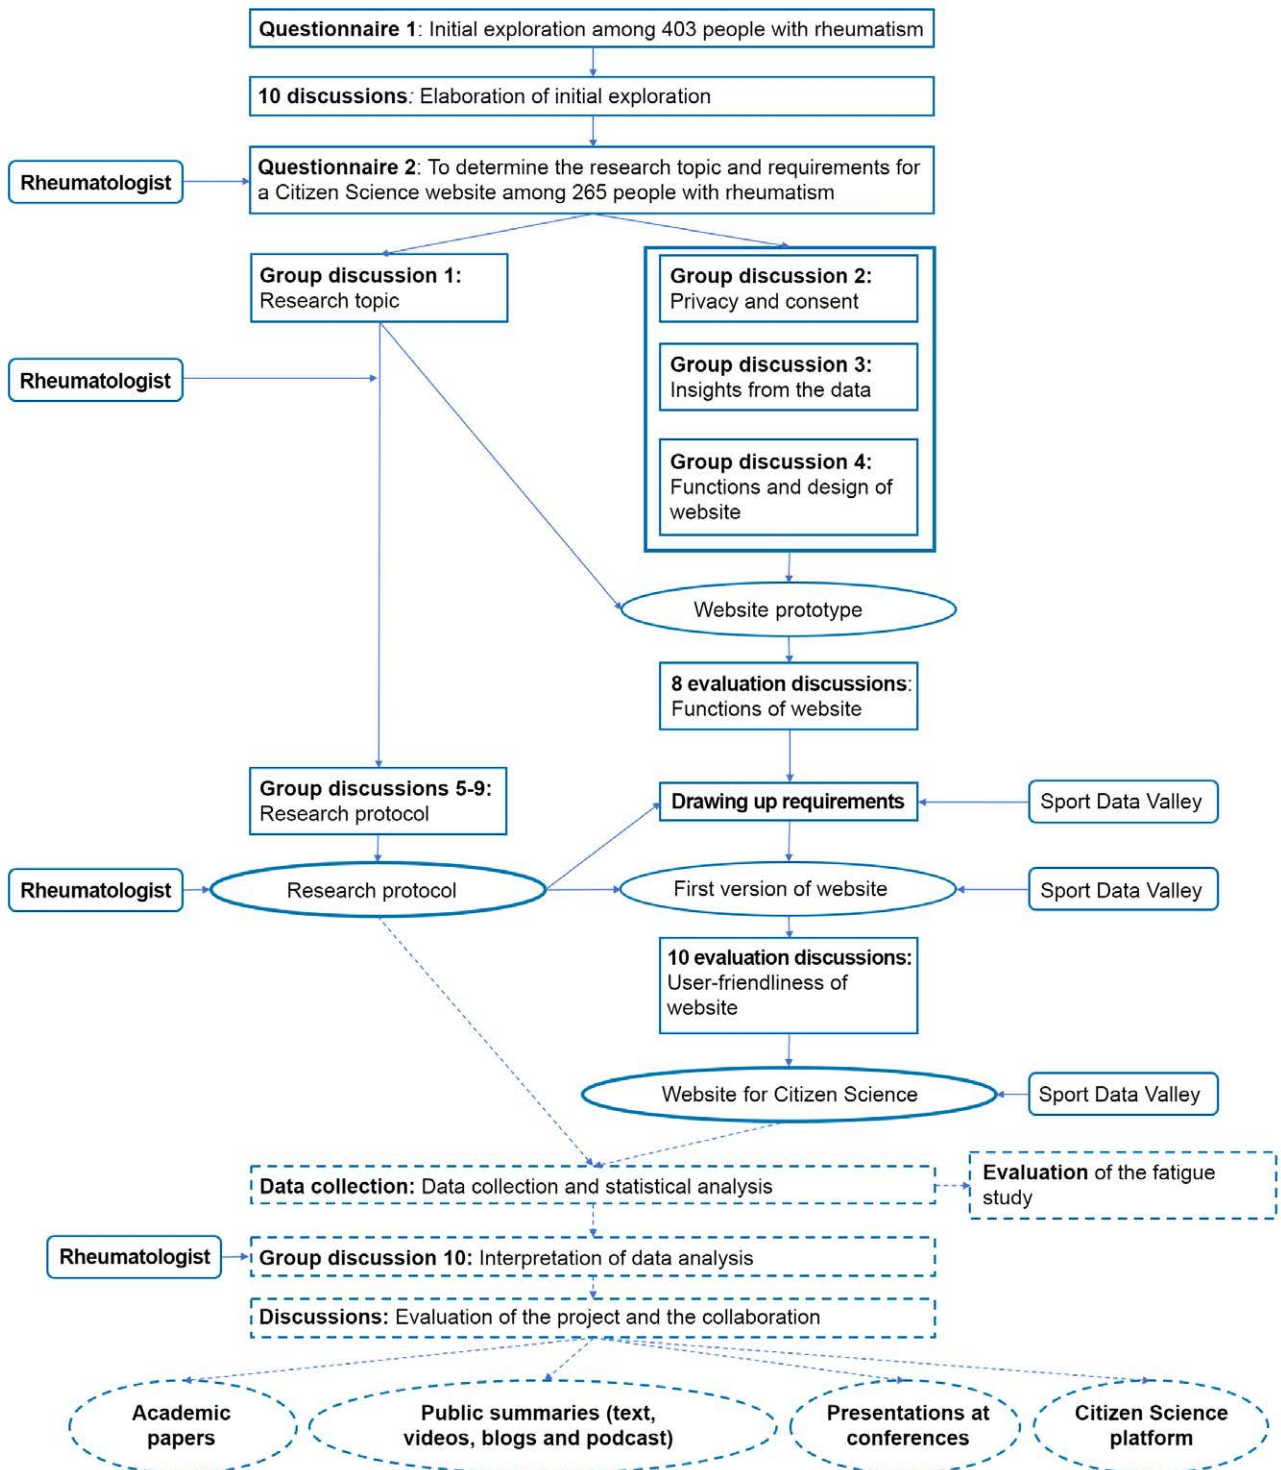 Questionnaire 1: Initial exploration among 403 people with rheumatism
10 discussions: Elaboration of initial exploration
Rheumatologist
Questionnaire 2: To determine the research topic and requirements for
a Citizen Science website among 265 people with rheumatism
Group discussion 1:
Research topic
Group discussion 2:
Privacy and consent
Rheumatologist
Group discussion 3:
Insights from the data
Group discussion 4:
Functions and design of
website
Website prototype
8 evaluation discussions:
Functions of website
Group discussions 5-9:
Research protocol
Drawing up requirements
Sport Data Valley
Rheumatologist
Research protocol
First version of website
Sport Data Valley
10 evaluation discussions:
User-friendliness of
website
Website for Citizen Science
Sport Data Valley
Data collection: Data collection and statistical analysis
Evaluation of the fatigue
study
Rheumatologist
Group discussion 10: Interpretation of data analysis
Discussions: Evaluation of the project and the collaboration
Academic
papers
Public summaries (text,
videos, blogs and podcast)
Presentations at
conferences
Citizen Science
platform